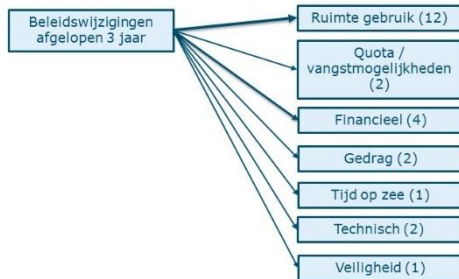 Beleidswijzigingen
afgelopen 3 jaar
Ruimte gebruik (12)
Quota /
vangstmogelijkheden
(2)
Financieel (4)
Gedrag (2)
Tijd op zee (1)
Technisch (2)
Veiligheid (1)